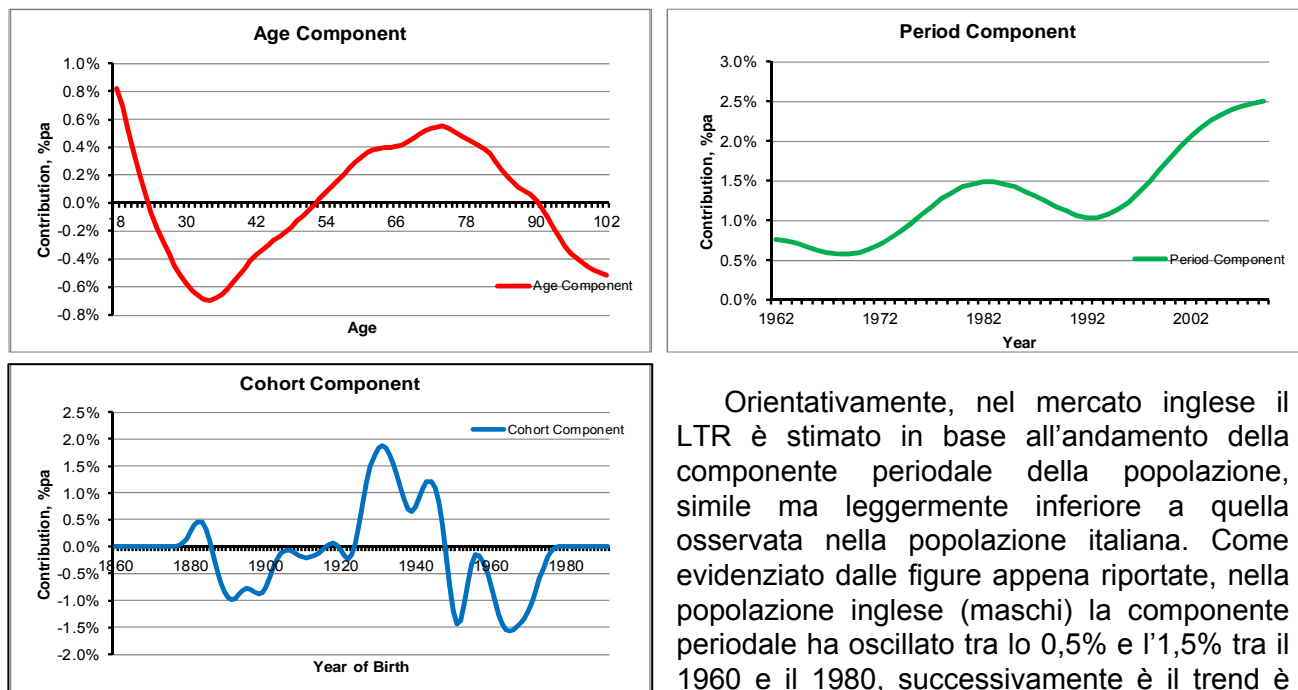 Age Component
1.0%
0.8%
0.6%
0.4%
0.2%
0.0%
-0.2%
-0.4%
-0.6%
-0.8%
Contribution, %pa
18 30 42 54 66 78 90 102
Age Component
Age
Period Component
3.0%
2.5%
2.0%
1.5%
1.0%
0.5%
0.0%
Contribution, %pa
1962 1972 1982 1992 2002
Period Component
Year
Cohort Component
2.5%
2.0%
1.5%
1.0%
0.5%
0.0%
-0.5%
-1.0%
-1.5%
-2.0%
Contribution, %pa
1860 1880 1900 1920 1940 1960 1980
Cohort Component
Year of Birth
Orientativamente, nel mercato inglese il
LTR è stimato in base all’andamento della
componente periodale della popolazione,
simile ma leggermente inferiore a quella
osservata nella popolazione italiana. Come
evidenziato dalle figure appena riportate, nella
popolazione inglese (maschi) la componente
periodale ha oscillato tra lo 0,5% e l’1,5% tra il
1960 e il 1980, successivamente è il trend è